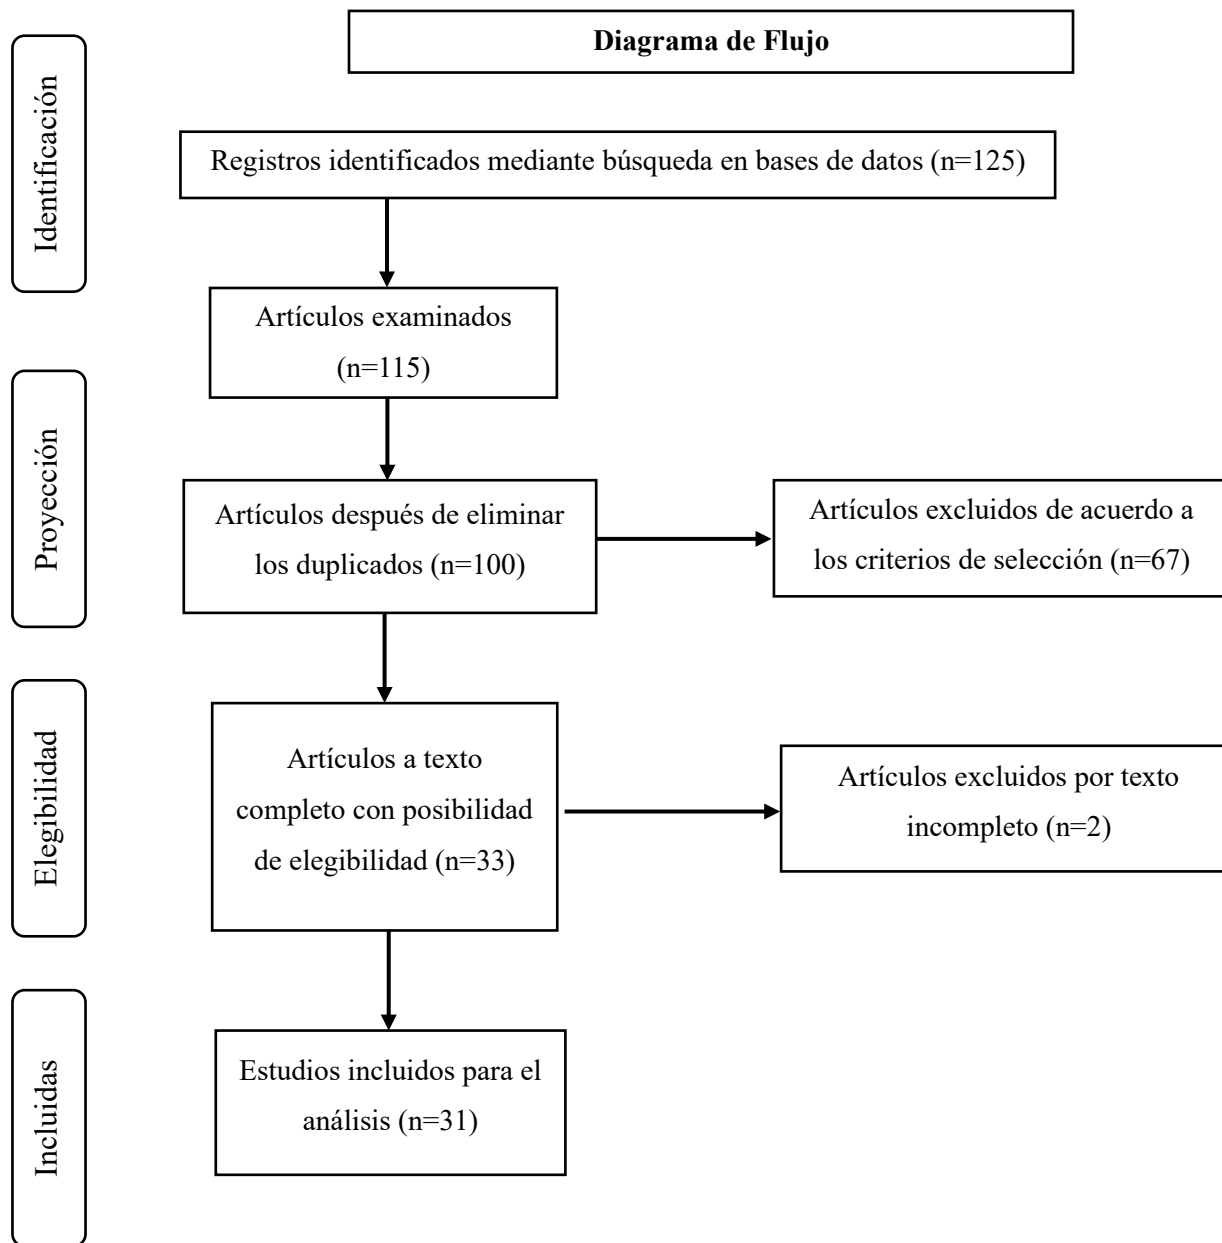 Diagrama de Flujo
Identificación
Registros identificados mediante búsqueda en bases de datos (n=125)
Artículos examinados
(n=115)
Proyección
Artículos después de eliminar
los duplicados (n=100)
Artículos excluidos de acuerdo a
los criterios de selección (n=67)
Elegibilidad
Artículos a texto
completo con posibilidad
de elegibilidad (n=33)
Artículos excluidos por texto
incompleto (n=2)
Incluidas
Estudios incluidos para el
análisis (n=31)